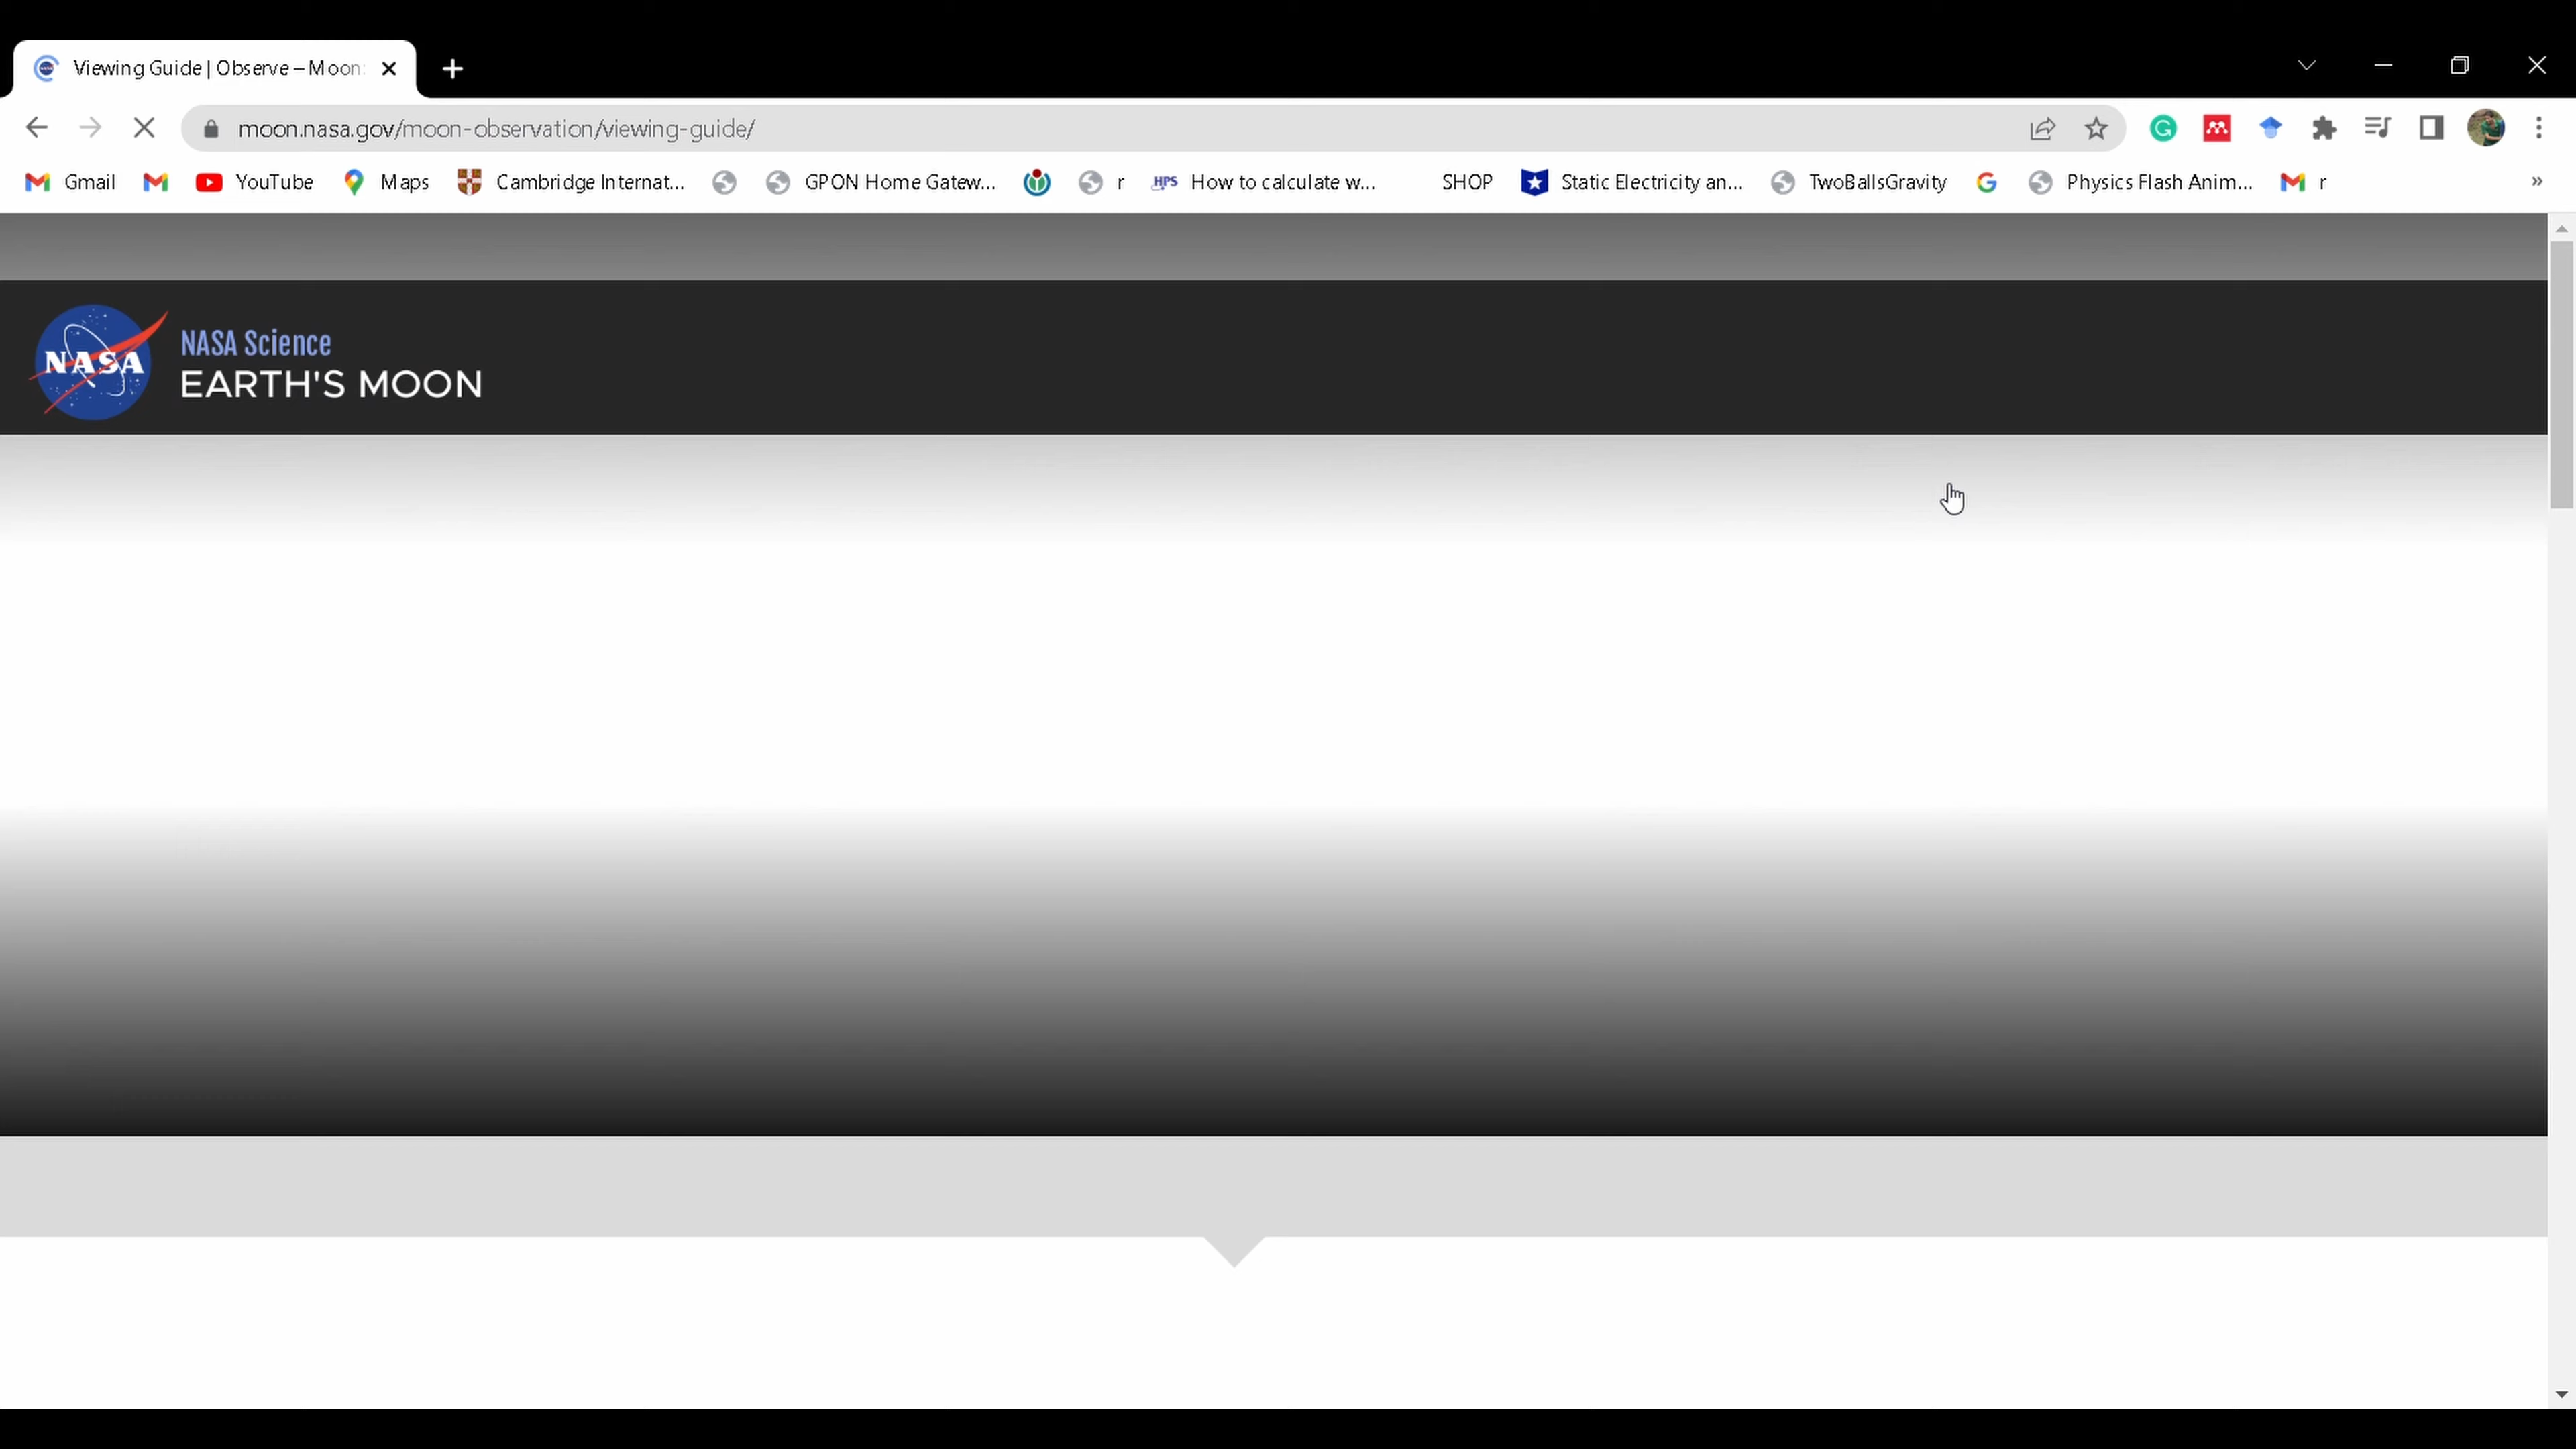 Viewing Guide | Observe – Moon:
moon.nasa.gov/moon-observation/viewing-guide/
Gmail YouTube Maps Cambridge Internat... GPON Home Gatew... r HPS How to calculate w... SHOP Static Electricity an... TwoBallsGravity Physics Flash Anim... r »
NASA
NASA Science
EARTH'S MOON